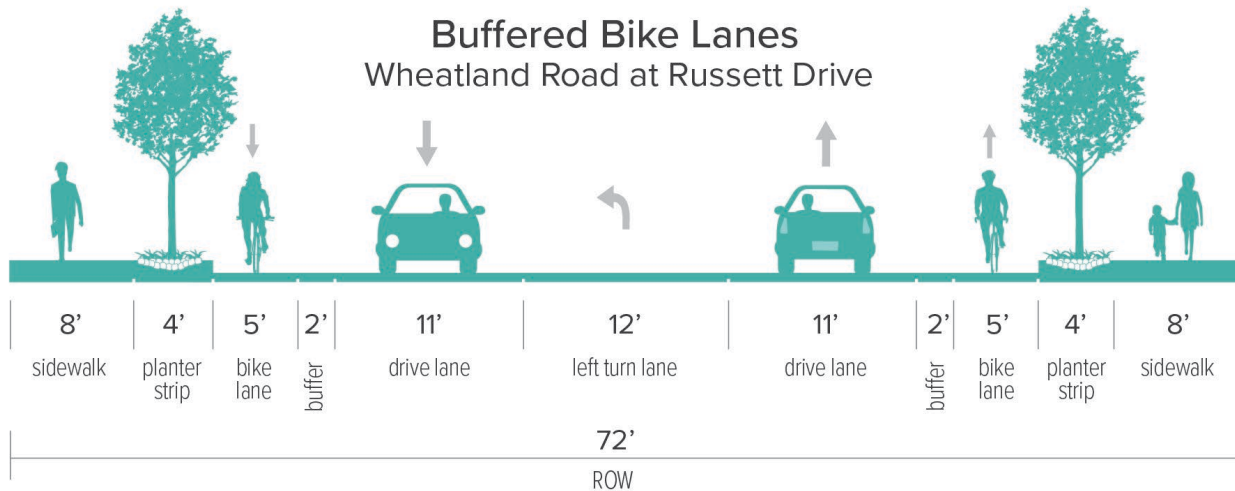 Buffered Bike Lanes
Wheatland Road at Russett Drive
8’ 4’ 5’ 2’ 11’ 12’ 11’ 2’ 5’ 4’ 8’
sidewalk planter strip bike lane buffer drive lane left turn lane drive lane buffer bike lane planter strip sidewalk
72’
ROW